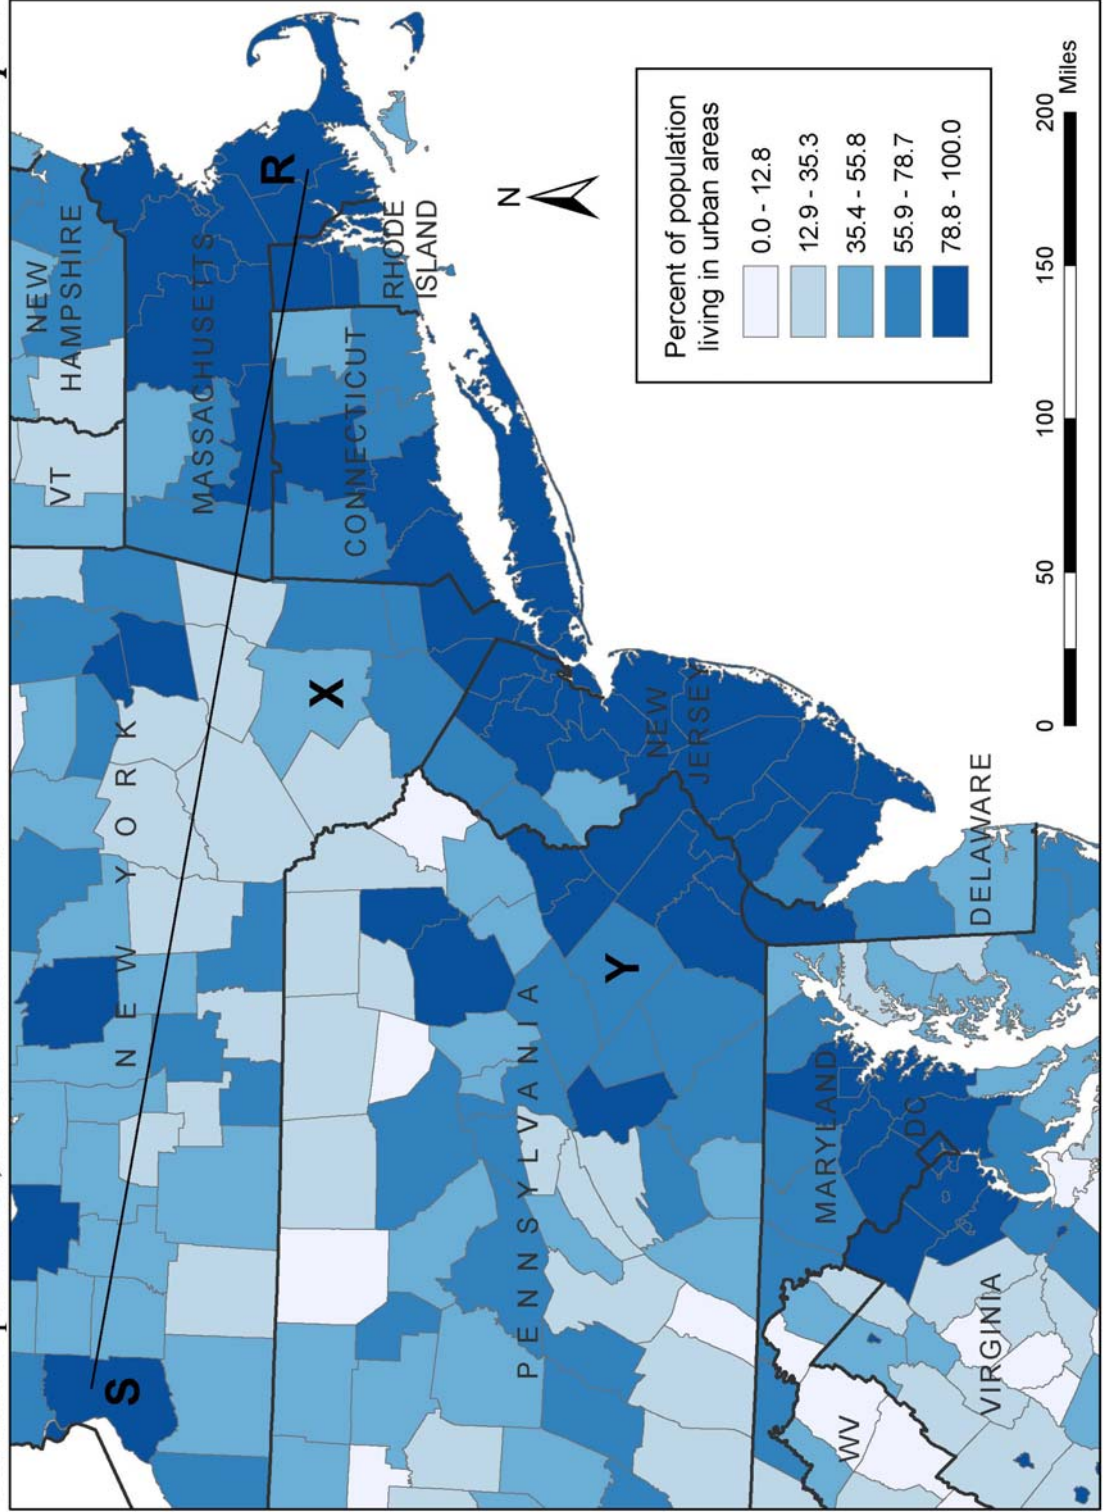 NEW
HAMPSHIRE
VT
MASSACHUSETTS
R
RHODE
ISLAND
CONNECTICUT
NEW YORK
S
X
PENNSYLVANIA
Y
NEW
JERSEY
DELAWARE
MARYLAND
DC
VIRGINIA
WV
N
Percent of population
living in urban areas
0.0 - 12.8
12.9 - 35.3
35.4 - 55.8
55.9 - 78.7
78.8 - 100.0
0 50 100 150 200
Miles